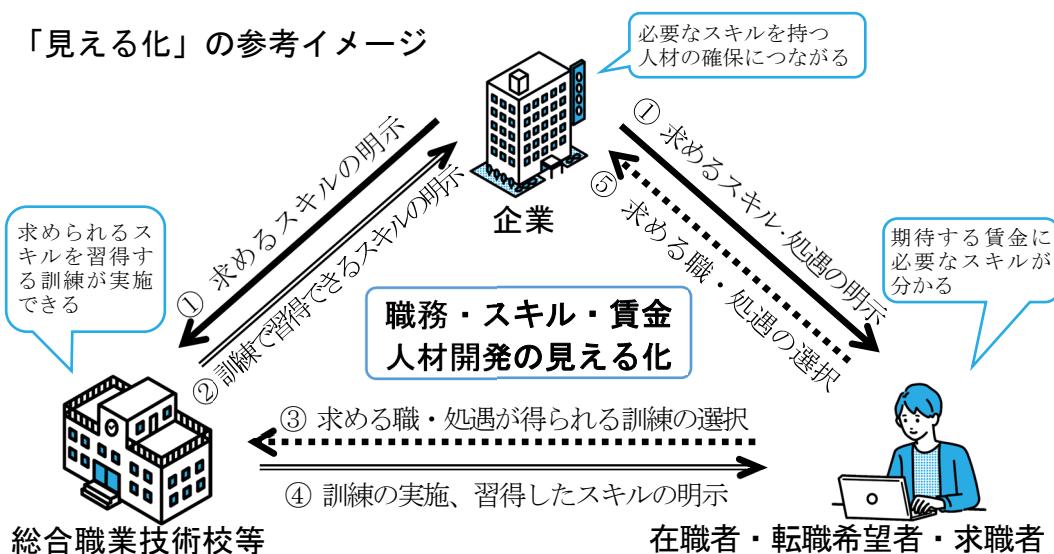 「見える化」の参考イメージ
必要なスキルを持つ
人材の確保につながる
企業
① 求めるスキルの明示
② 訓練で習得できるスキルの明示
① 求めるスキル・処遇の明示
⑤ 求める職・処遇の選択
求められるス
キルを習得す
る訓練が実施
できる
期待する賃金に
必要なスキルが
分かる
職務・スキル・賃金
人材開発の見える化
③ 求める職・処遇が得られる訓練の選択
④ 訓練の実施、習得したスキルの明示
総合職業技術校等
在職者・転職希望者・求職者